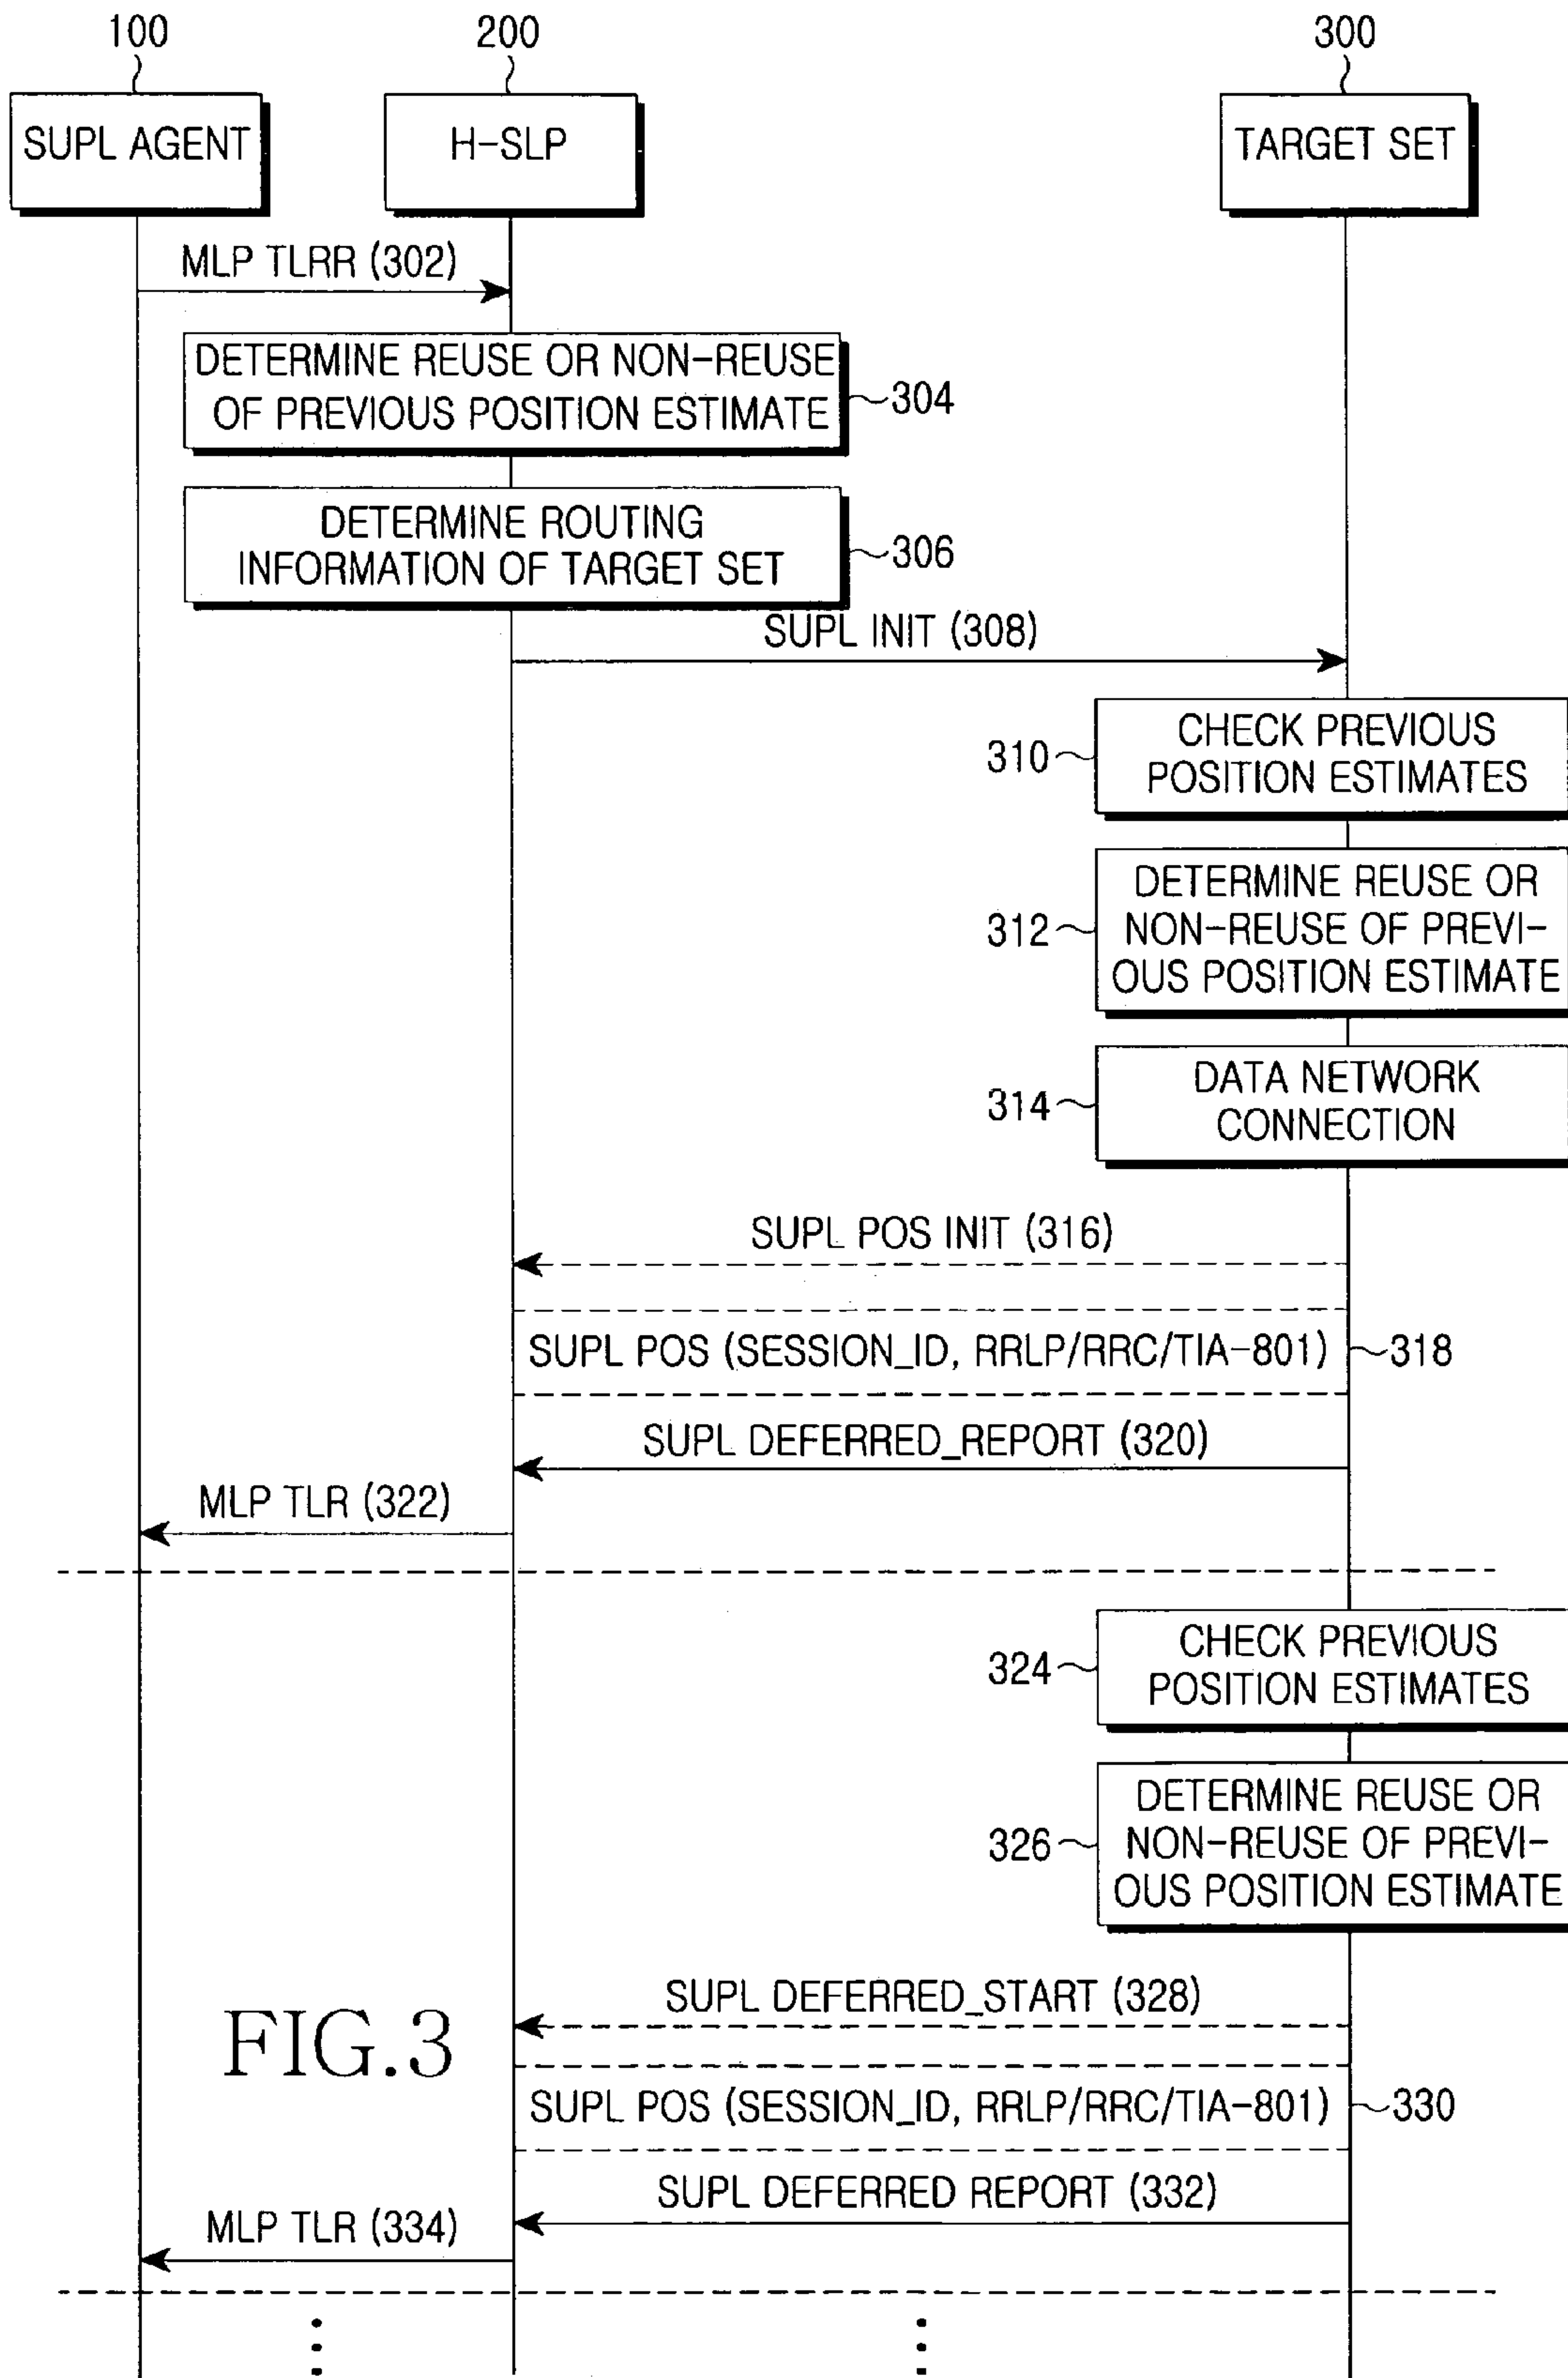 100
200
300
SUPL AGENT
H-SLP
TARGET SET
MLP TLRR (302)
DETERMINE REUSE OR NON-REUSE
OF PREVIOUS POSITION ESTIMATE
304
DETERMINE ROUTING
INFORMATION OF TARGET SET
306
SUPL INIT (308)
CHECK PREVIOUS
POSITION ESTIMATES
310
DETERMINE REUSE OR
NON-REUSE OF PREVI-
OUS POSITION ESTIMATE
312
DATA NETWORK
CONNECTION
314
SUPL POS INIT (316)
SUPL POS (SESSION_ID, RRLP/RRC/TIA-801)
318
SUPL DEFERRED_REPORT (320)
MLP TLR (322)
CHECK PREVIOUS
POSITION ESTIMATES
324
DETERMINE REUSE OR
NON-REUSE OF PREVI-
OUS POSITION ESTIMATE
326
SUPL DEFERRED_START (328)
FIG.3
SUPL POS (SESSION_ID, RRLP/RRC/TIA-801)
330
SUPL DEFERRED REPORT (332)
MLP TLR (334)